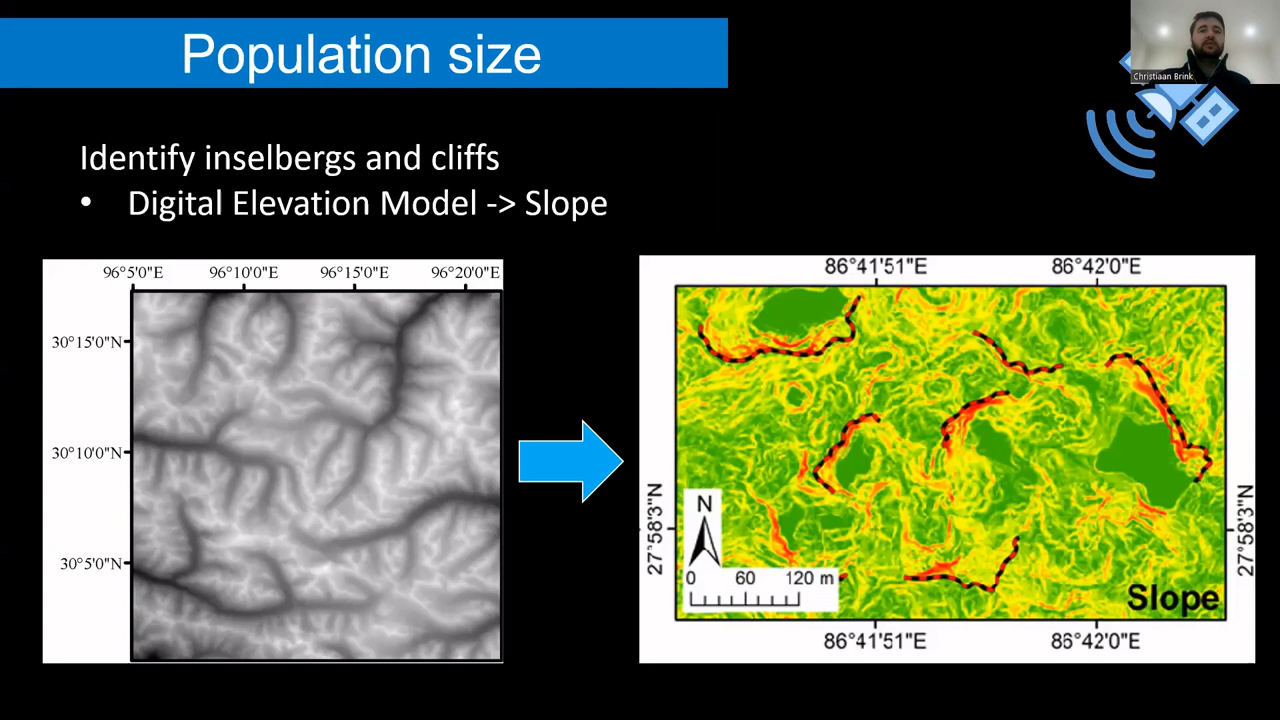 Population size
Christiaan Brink
Identify inselbergs and cliffs
• Digital Elevation Model -> Slope
96°5'0"E 96°10'0"E 96°15'0"E 96°20'0"E
30°15'0"N
30°10'0"N
30°5'0"N
86°41'51"E 86°42'0"E
27°58'3"N
27°58'3"N
N
0 60 120 m
Slope
86°41'51"E 86°42'0"E